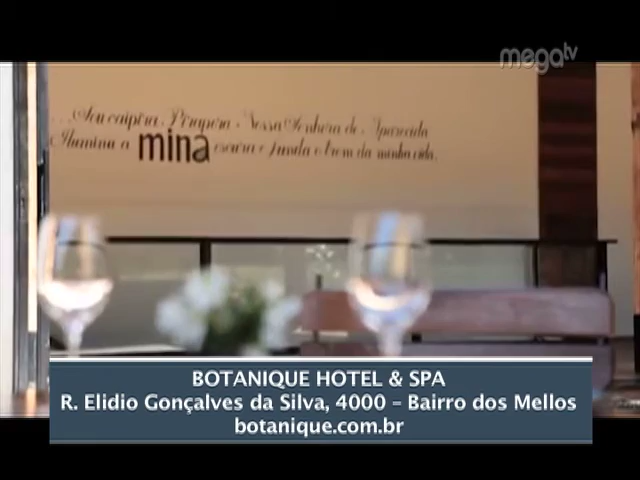 megatv
...Sou caipira Pirapora Nossa Senhora de Aparecida
Ilumina a mina escura e funda o trem da minha vida.
BOTANIQUE HOTEL & SPA
R. Elidio Gonçalves da Silva, 4000 – Bairro dos Mellos
botanique.com.br